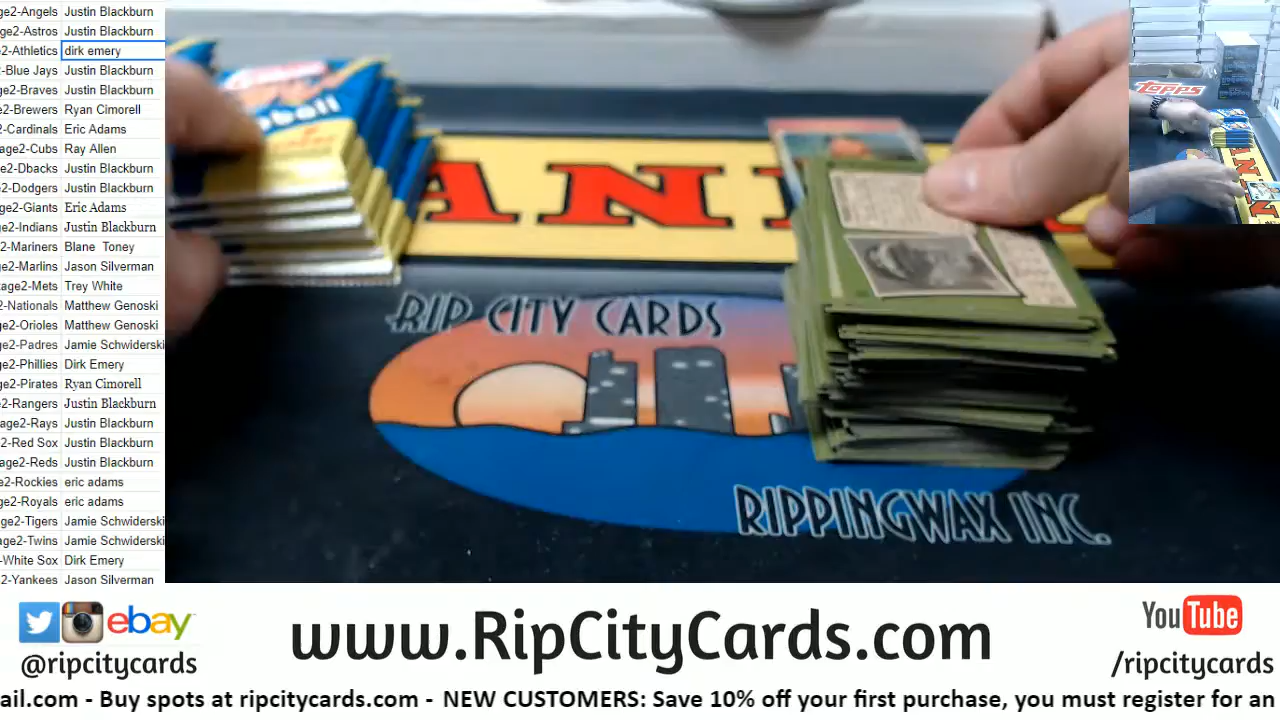 ge2-Angels Justin Blackburn
ge2-Astros Justin Blackburn
e2-Athletics dirk emery
2-Blue Jays Justin Blackburn
ge2-Braves Justin Blackburn
e2-Brewers Ryan Cimorell
2-Cardinals Eric Adams
age2-Cubs Ray Allen
e2-Dbacks Justin Blackburn
e2-Dodgers Justin Blackburn
ge2-Giants Eric Adams
ge2-Indians Justin Blackburn
2-Mariners Blane Toney
e2-Marlins Jason Silverman
tage2-Mets Trey White
2-Nationals Matthew Genoski
e2-Orioles Matthew Genoski
e2-Padres Jamie Schwiderski
ge2-Phillies Dirk Emery
e2-Pirates Ryan Cimorell
e2-Rangers Justin Blackburn
age2-Rays Justin Blackburn
2-Red Sox Justin Blackburn
age2-Reds Justin Blackburn
e2-Rockies eric adams
e2-Royals eric adams
ge2-Tigers Jamie Schwiderski
ge2-Twins Jamie Schwiderski
-White Sox Dirk Emery
2-Yankees Jason Silverman
topps
AN
RIP CITY CARDS
RIPPINGWAX INC.
ebay
@ripcitycards
www.RipCityCards.com
YouTube
/ripcitycards
ail.com - Buy spots at ripcitycards.com - NEW CUSTOMERS: Save 10% off your first purchase, you must register for an